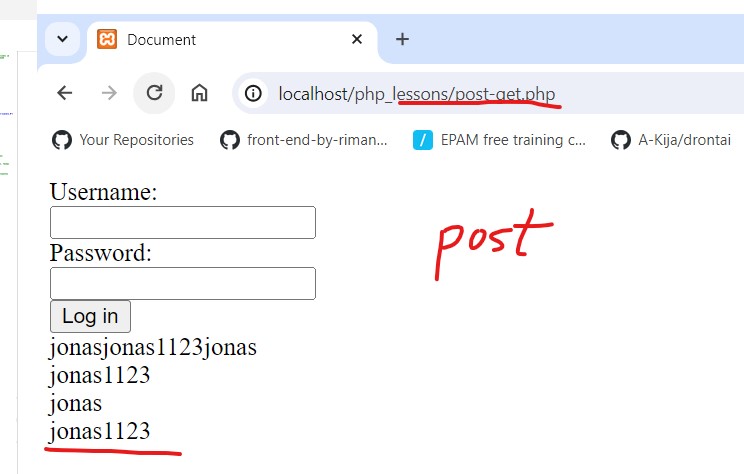 Document
localhost/php_lessons/post-get.php
Your Repositories front-end-by-riman... EPAM free training c... A-Kija/drontai
Username:
post
Password:
Log in
jonasjonas1123jonas
jonas1123
jonas
jonas1123